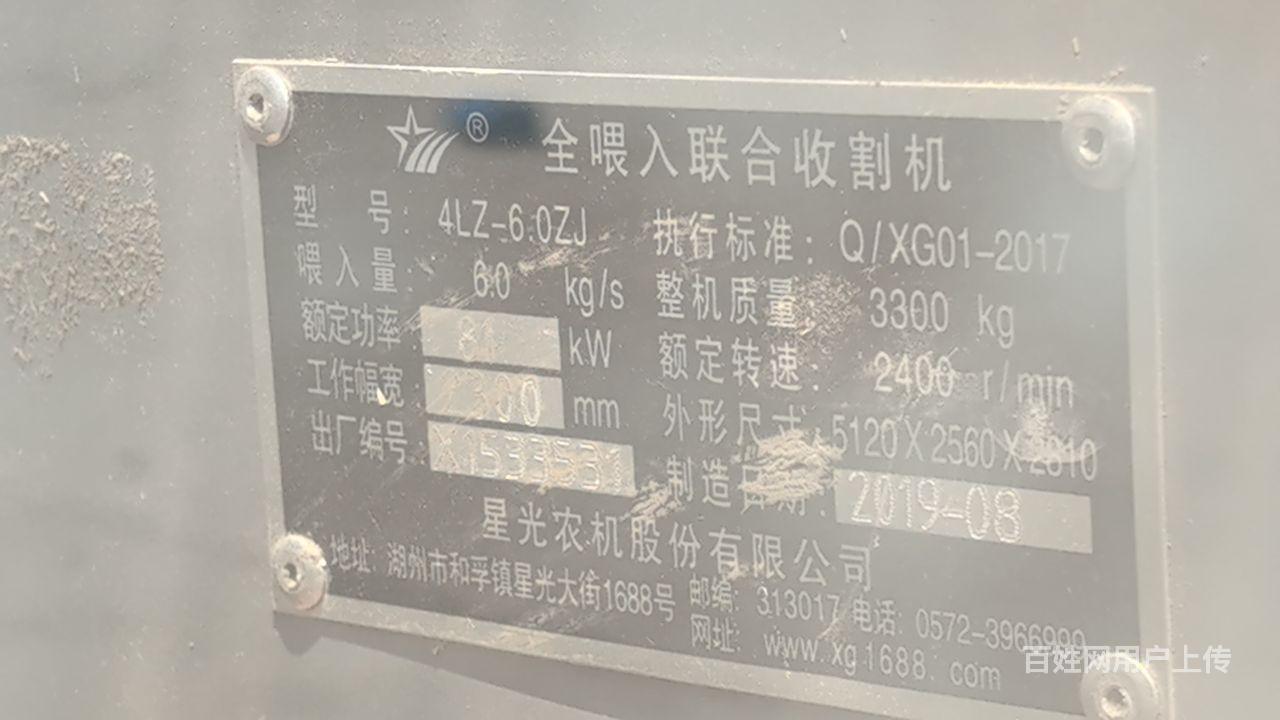 ® 全喂入联合收割机
型 号: 4LZ-6.0ZJ 执行标准: Q/XG01-2017
喂入量: 6.0 kg/s 整机质量: 3300 kg
额定功率: kW 额定转速: 2400 r/min
工作幅宽: mm 外形尺寸: 5120X2560X2810
出厂编号: 制造日期: 2019-08
星光农机股份有限公司
地址: 湖州市和孚镇星光大街1688号 邮编: 313017 电话: 0572-3966999
网址: www.xg1688.com
百姓网用户上传